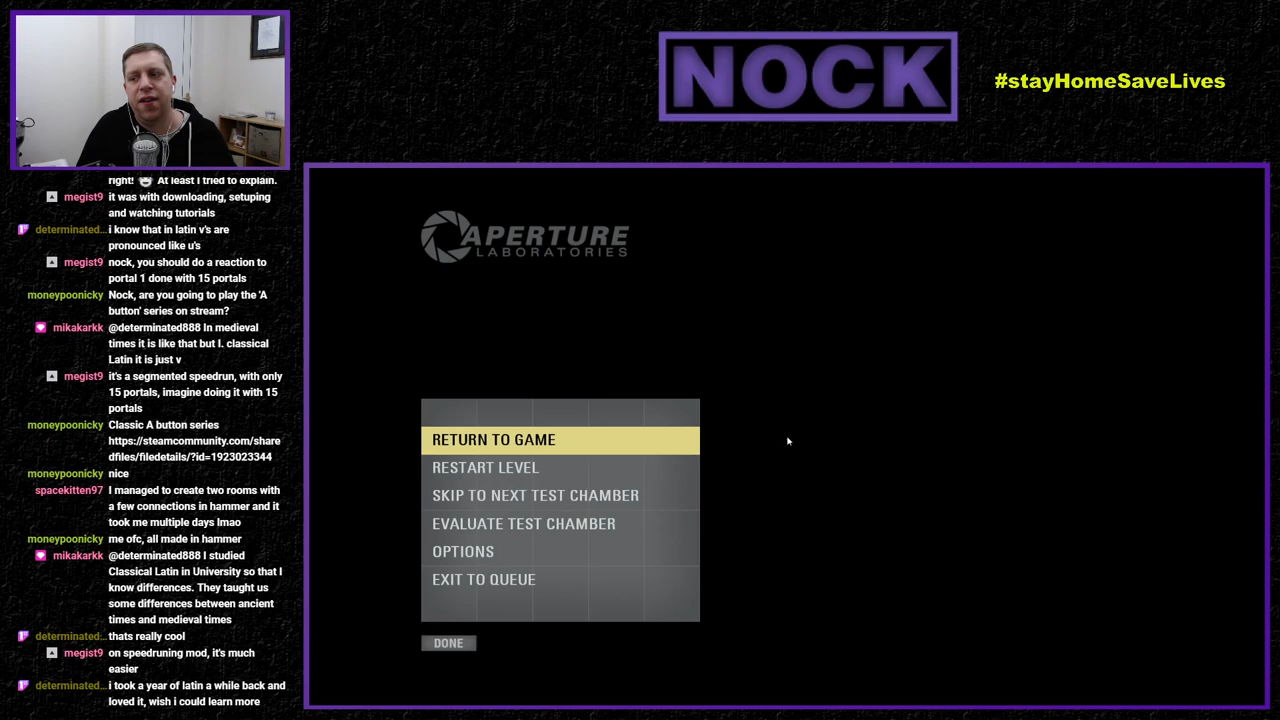 NOCK
#stayHomeSaveLives
right! At least I tried to explain.
megist9 it was with downloading, setuping
and watching tutorials
determinated... i know that in latin v's are
pronounced like u's
megist9 nock, you should do a reaction to
portal 1 done with 15 portals
moneypoonicky Nock, are you going to play the 'A
button' series on stream?
mikakarkk @determinated888 In medieval
times it is like that but I. classical
Latin it is just v
megist9 it's a segmented speedrun, with only
15 portals, imagine doing it with 15
portals
moneypoonicky Classic A button series
https://steamcommunity.com/share
dfiles/filedetails/?id=1923023344
moneypoonicky nice
spacekitten97 I managed to create two rooms with
a few connections in hammer and it
took me multiple days lmao
moneypoonicky me ofc, all made in hammer
mikakarkk @determinated888 I studied
Classical Latin in University so that I
know differences. They taught us
some differences between ancient
times and medieval times
determinated... thats really cool
megist9 on speedruning mod, it's much
easier
determinated... i took a year of latin a while back and
loved it, wish i could learn more
APERTURE
LABORATORIES
RETURN TO GAME
RESTART LEVEL
SKIP TO NEXT TEST CHAMBER
EVALUATE TEST CHAMBER
OPTIONS
EXIT TO QUEUE
DONE